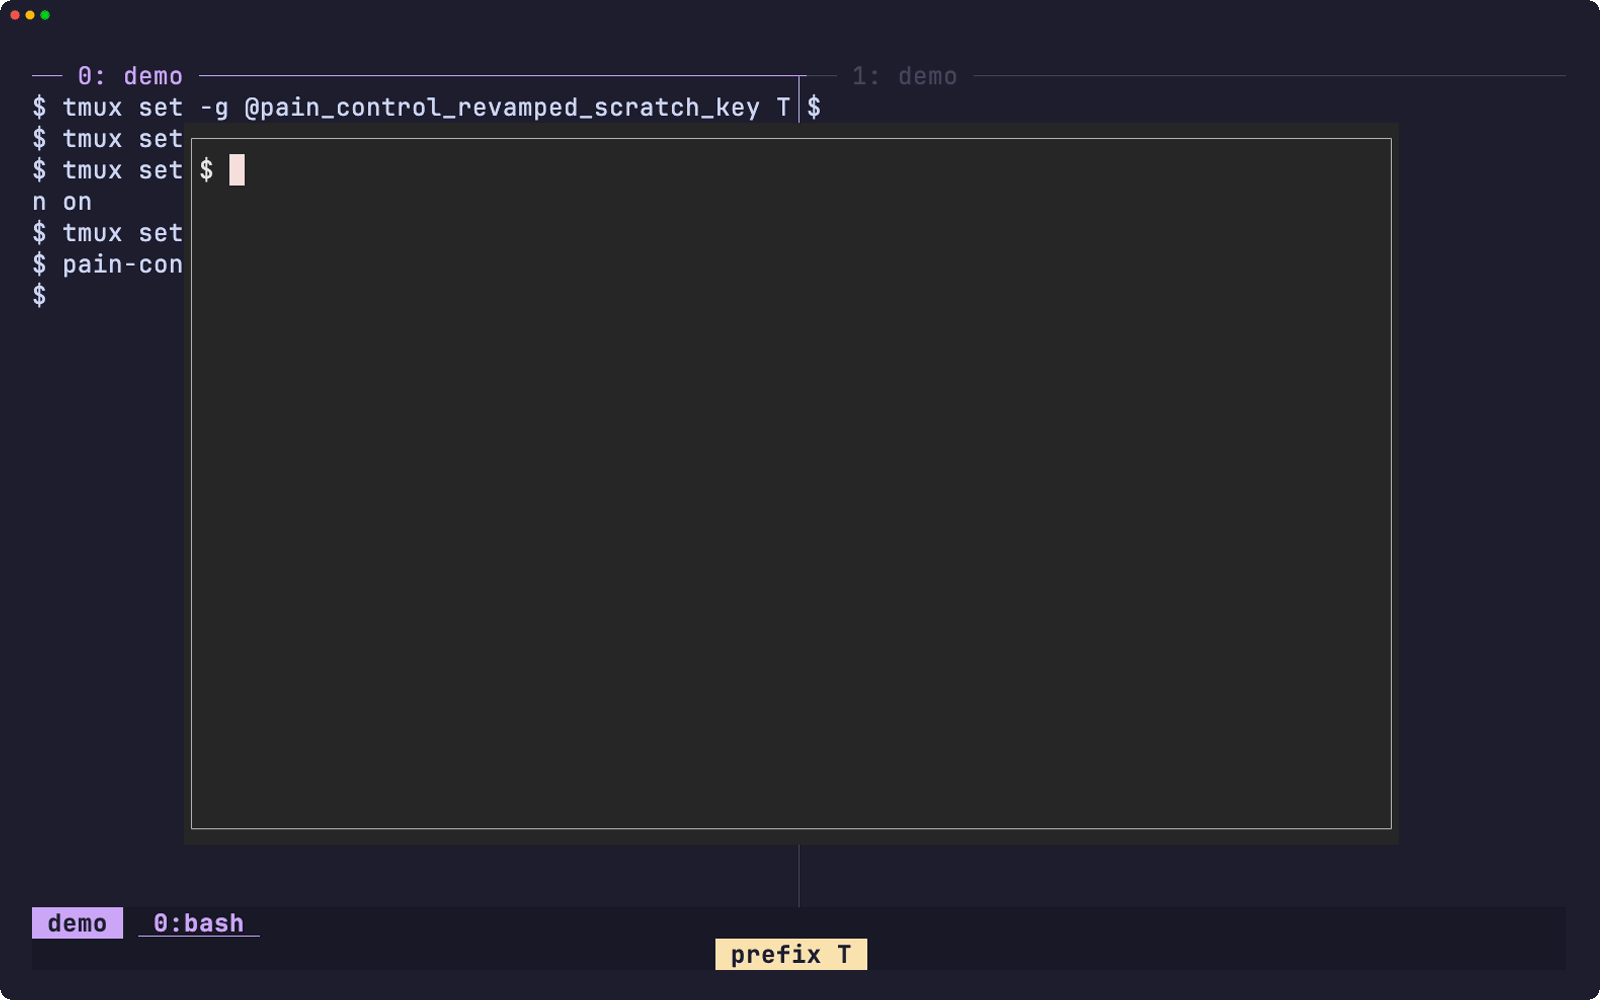 0: demo
1: demo
$ tmux set -g @pain_control_revamped_scratch_key T
$
$ tmux set
$ tmux set
$
n on
$ tmux set
$ pain-con
$
demo 0:bash
prefix T